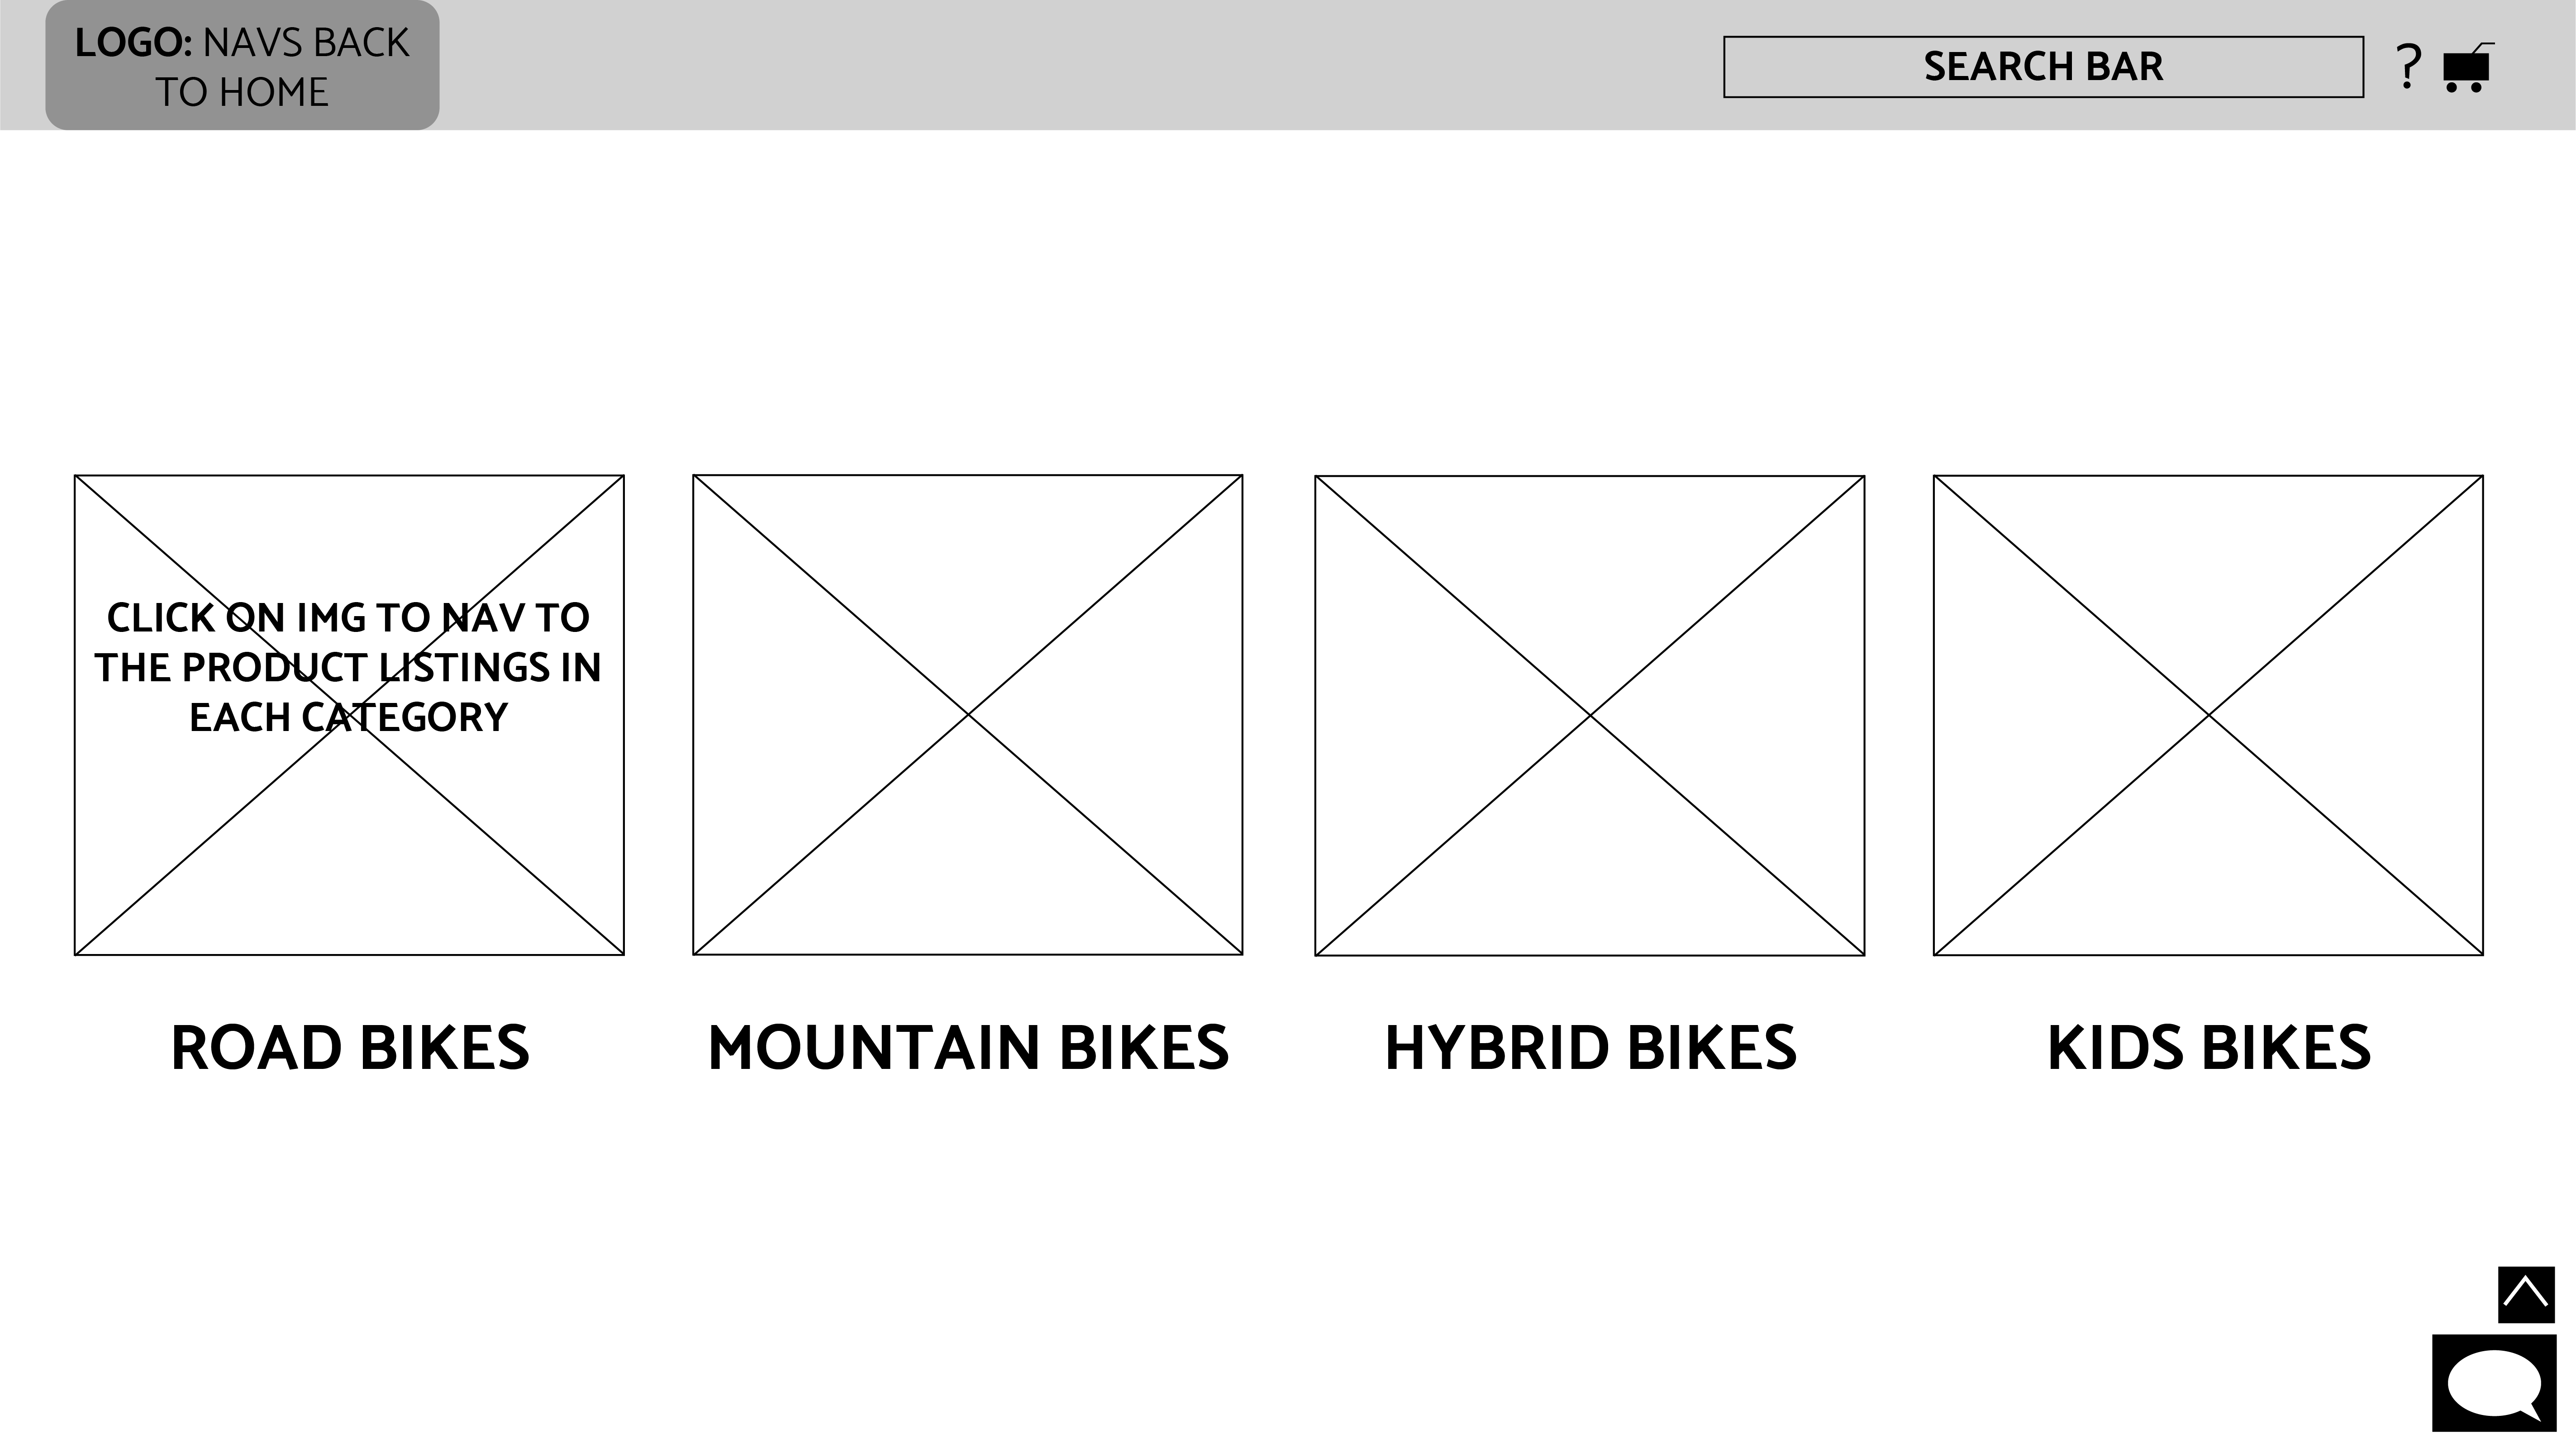 LOGO: NAVS BACK
TO HOME
SEARCH BAR
?
CLICK ON IMG TO NAV TO
THE PRODUCT LISTINGS IN
EACH CATEGORY
ROAD BIKES
MOUNTAIN BIKES
HYBRID BIKES
KIDS BIKES